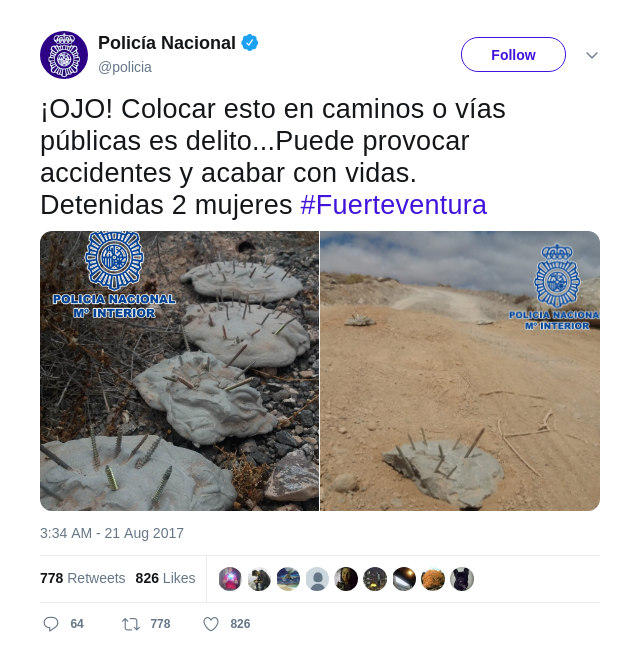 Policía Nacional
@policia
Follow
¡OJO! Colocar esto en caminos o vías
públicas es delito...Puede provocar
accidentes y acabar con vidas.
Detenidas 2 mujeres #Fuerteventura
POLICIA NACIONAL
Mº INTERIOR
POLICIA NACIONA
Mº INTERIOR
3:34 AM - 21 Aug 2017
778 Retweets 826 Likes
64 778 826